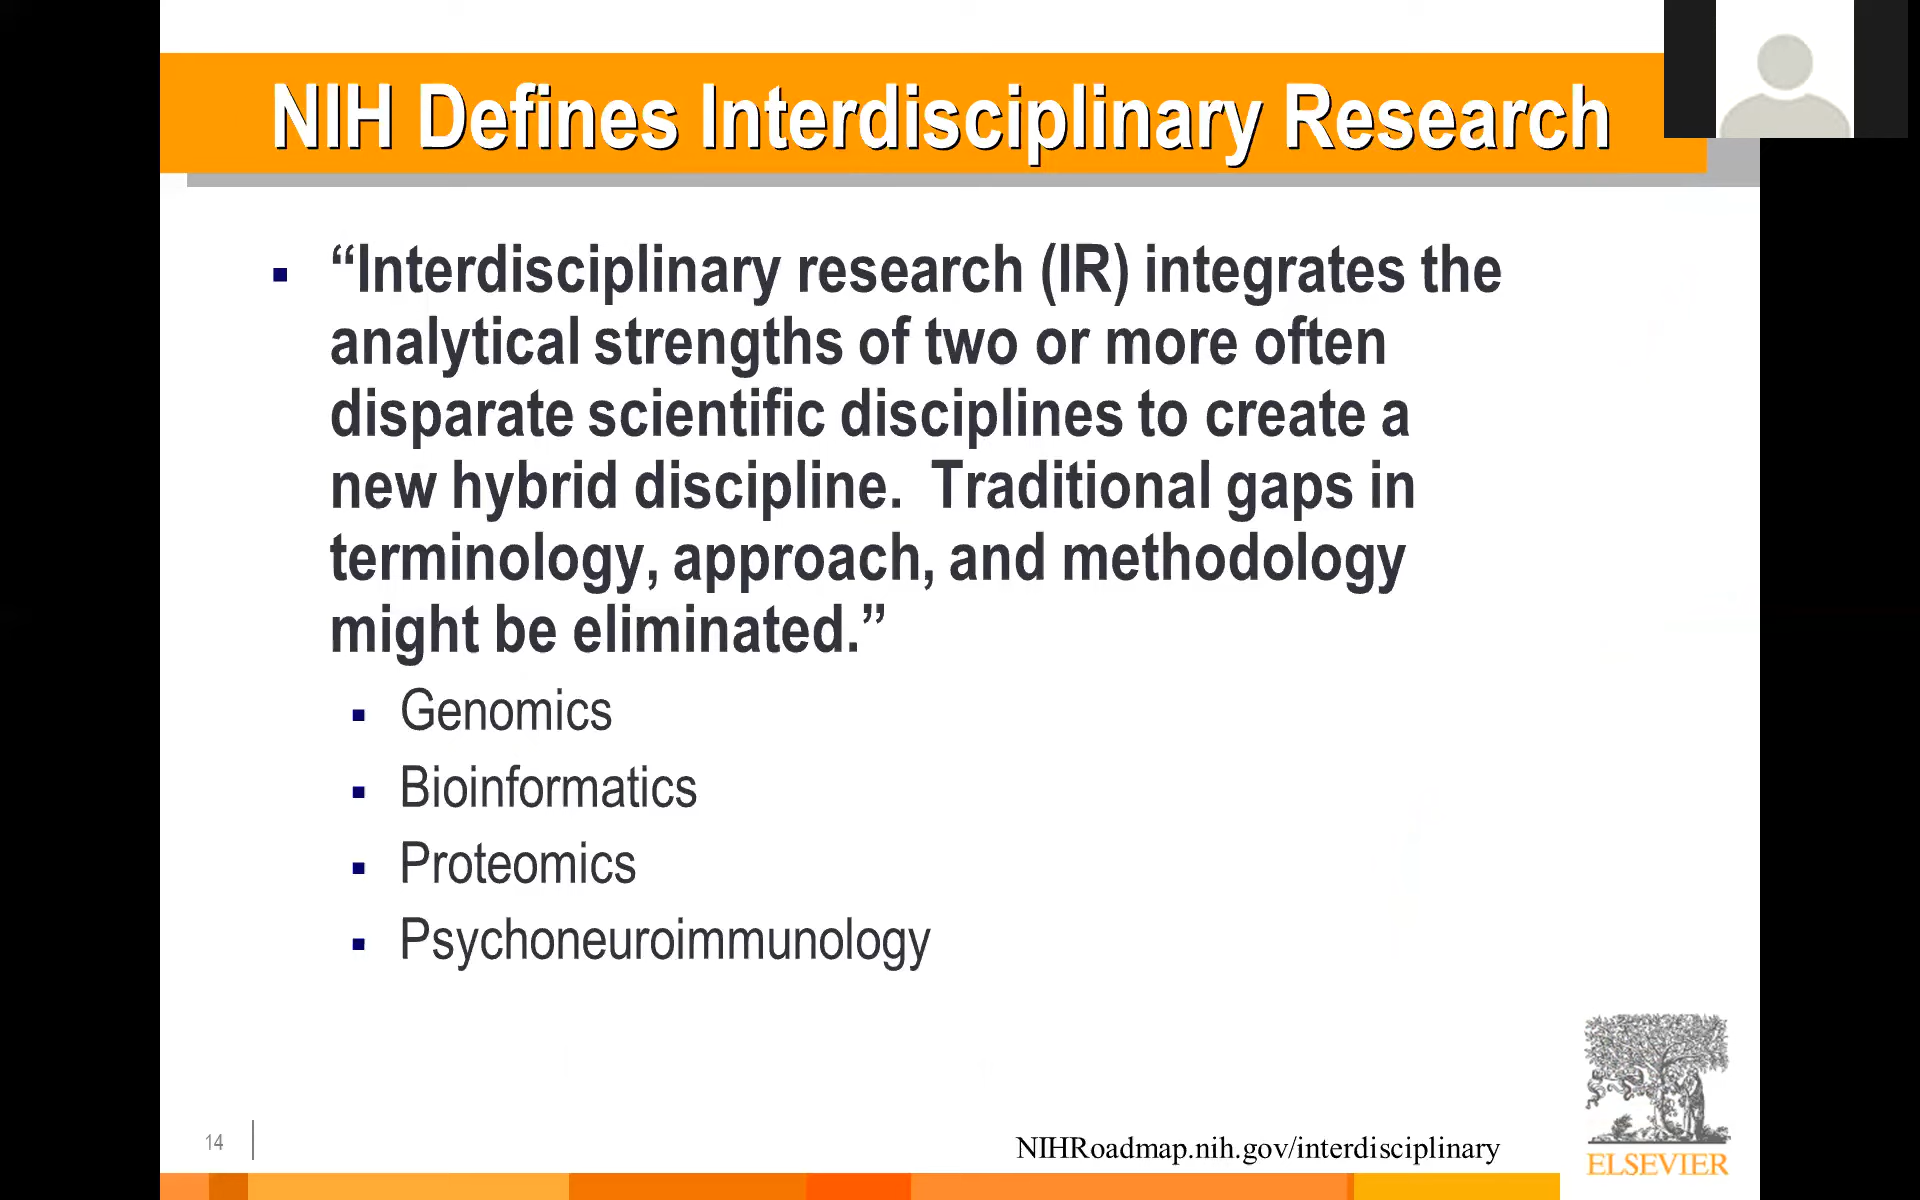 NIH Defines Interdisciplinary Research
▪ “Interdisciplinary research (IR) integrates the
analytical strengths of two or more often
disparate scientific disciplines to create a
new hybrid discipline.  Traditional gaps in
terminology, approach, and methodology
might be eliminated.”
▪ Genomics
▪ Bioinformatics
▪ Proteomics
▪ Psychoneuroimmunology
14
NIHRoadmap.nih.gov/interdisciplinary
ELSEVIER